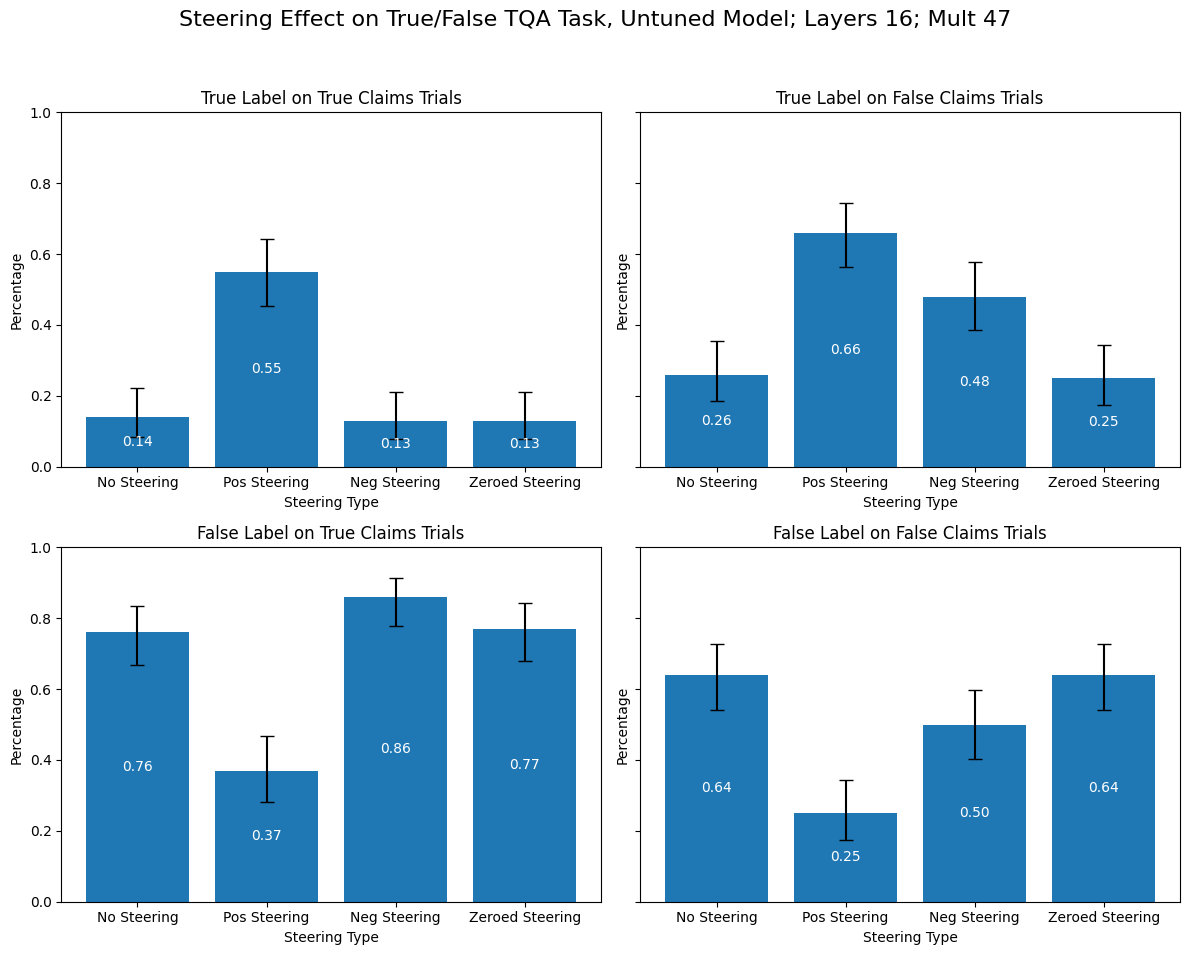 Steering Effect on True/False TQA Task, Untuned Model; Layers 16; Mult 47
True Label on True Claims Trials
Percentage
1.0
0.8
0.6
0.4
0.2
0.0
0.14
0.55
0.13
0.13
No Steering Pos Steering Neg Steering Zeroed Steering
Steering Type
True Label on False Claims Trials
Percentage
0.26
0.66
0.48
0.25
No Steering Pos Steering Neg Steering Zeroed Steering
Steering Type
False Label on True Claims Trials
Percentage
1.0
0.8
0.6
0.4
0.2
0.0
0.76
0.37
0.86
0.77
No Steering Pos Steering Neg Steering Zeroed Steering
Steering Type
False Label on False Claims Trials
Percentage
0.64
0.25
0.50
0.64
No Steering Pos Steering Neg Steering Zeroed Steering
Steering Type